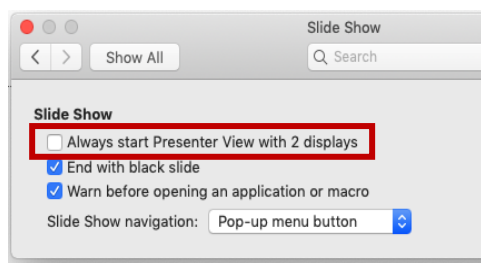 Slide Show
Show All
Search
Slide Show
Always start Presenter View with 2 displays
End with black slide
Warn before opening an application or macro
Slide Show navigation: Pop-up menu button